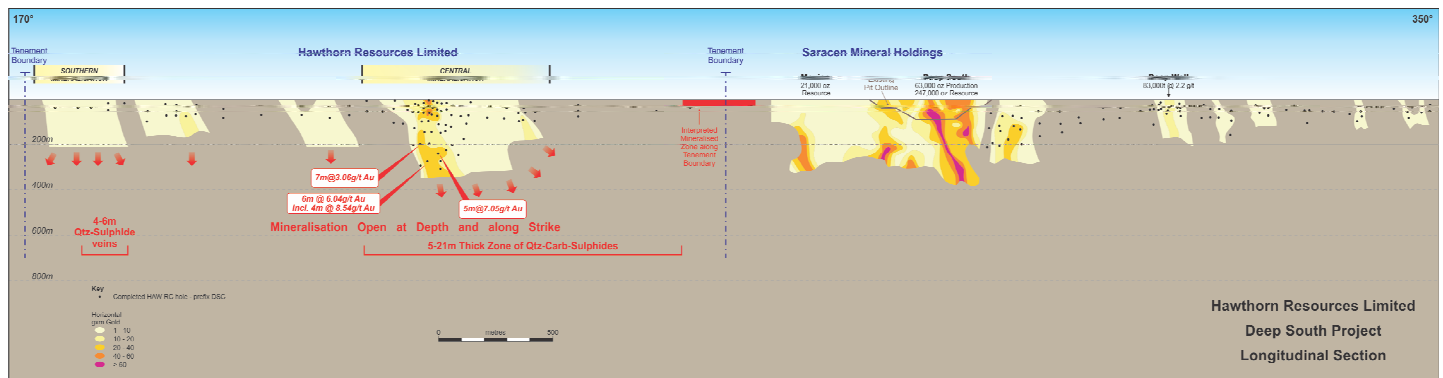 170°
350°
Tenement
Boundary
Hawthorn Resources Limited
Tenement
Boundary
Saracen Mineral Holdings
SOUTHERN
CENTRAL
21,000 oz
Resource
Pit Outline
Deep South
63,000 oz Production
247,000 oz Resource
83,000t @ 2.2 g/t
200m
400m
600m
800m
Interpreted
Mineralised
Zone along
Tenement
Boundary
7m@3.06g/t Au
6m @ 6.04g/t Au
Incl. 4m @ 8.54g/t Au
5m@7.05g/t Au
4-6m
Qtz-Sulphide
veins
Mineralisation Open at Depth and along Strike
5-21m Thick Zone of Qtz-Carb-Sulphides
Key
Completed HAW RC hole - prefix DSC
Horizontal
gxm Gold
1 - 10
10 - 20
20 - 40
40 - 60
> 60
0 metres 500
Hawthorn Resources Limited
Deep South Project
Longitudinal Section